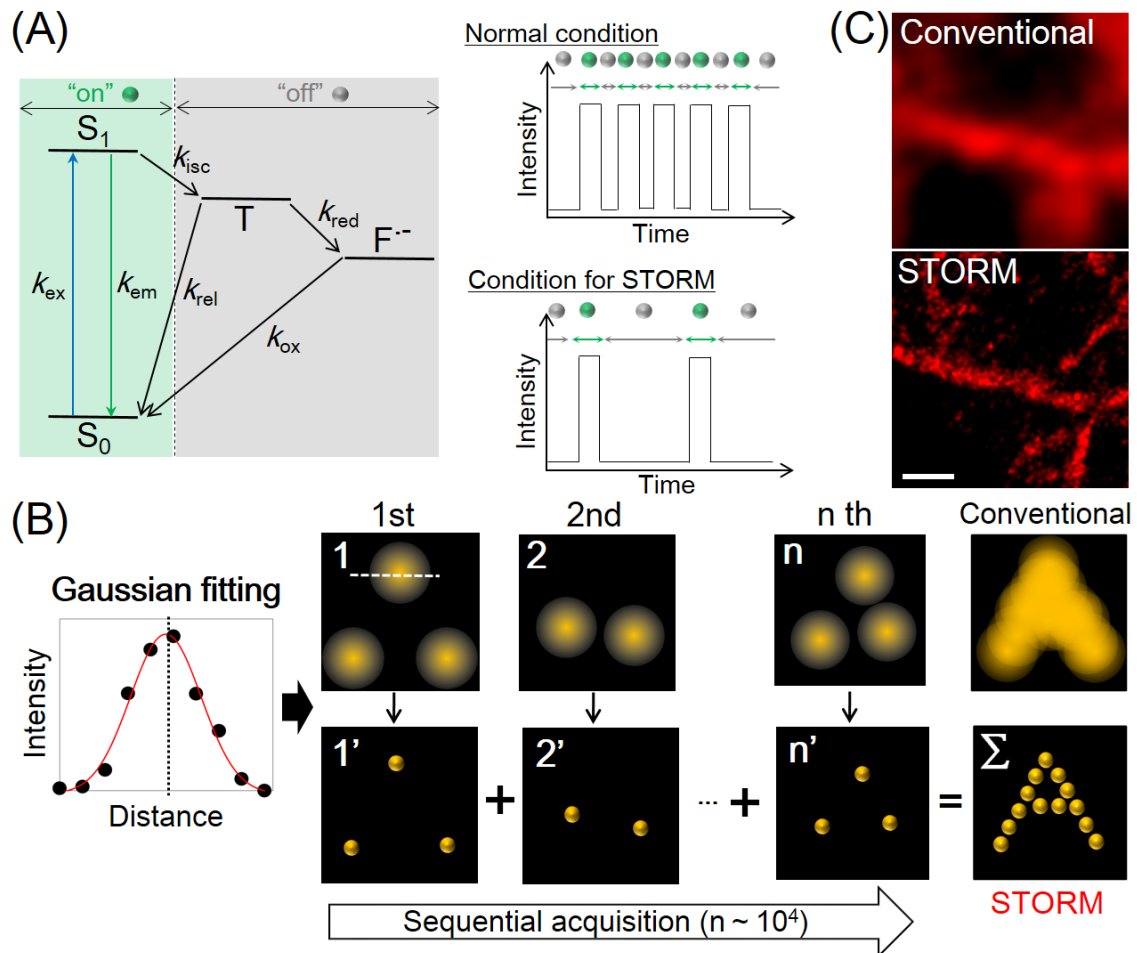 (A)
"on"
"off"
S1
kisc
T
kred
F·-
kex
kem
krel
kox
S0
Normal condition
Intensity
Time
Condition for STORM
Intensity
Time
(C)
Conventional
STORM
(B)
Gaussian fitting
Intensity
Distance
1st
2nd
n th
Conventional
1
2
n
1'
2'
n'
Σ
+
...
+
=
STORM
Sequential acquisition (n ~ 10⁴)